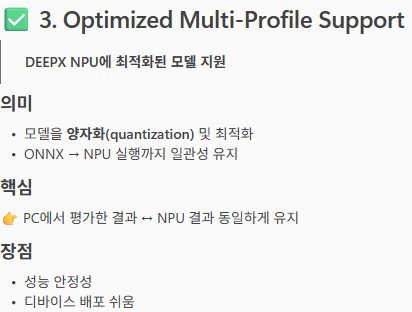 ✅ 3. Optimized Multi-Profile Support
DEEPX NPU에 최적화된 모델 지원
의미
• 모델을 양자화(quantization) 및 최적화
• ONNX → NPU 실행까지 일관성 유지
핵심
👉 PC에서 평가한 결과 ↔ NPU 결과 동일하게 유지
장점
• 성능 안정성
• 디바이스 배포 쉬움